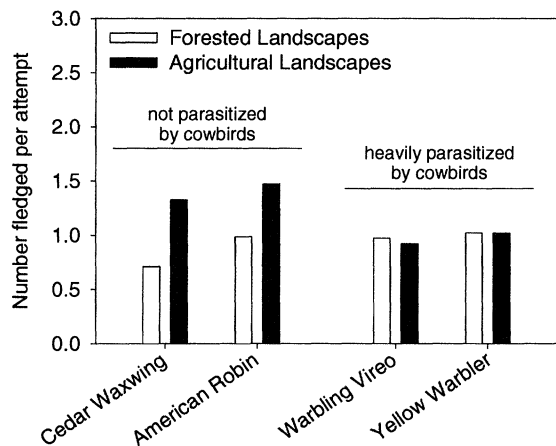 Number fledged per attempt
3.0
2.5
2.0
1.5
1.0
0.5
0.0
Forested Landscapes
Agricultural Landscapes
not parasitized
by cowbirds
heavily parasitized
by cowbirds
Cedar Waxwing
American Robin
Warbling Vireo
Yellow Warbler